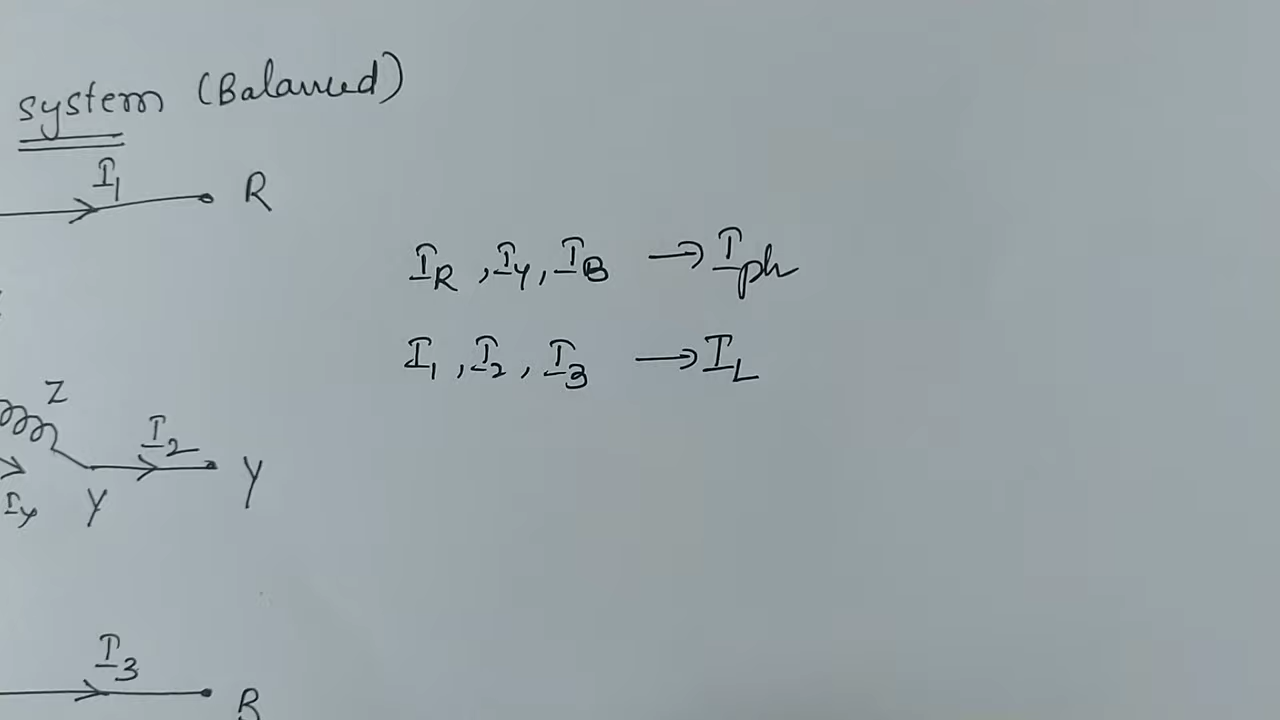 system (Balanced)
I1
R
IR, IY, IB → Iph
I1, I2, I3 → IL
Z
I2
Y
IY
Y
I3
B